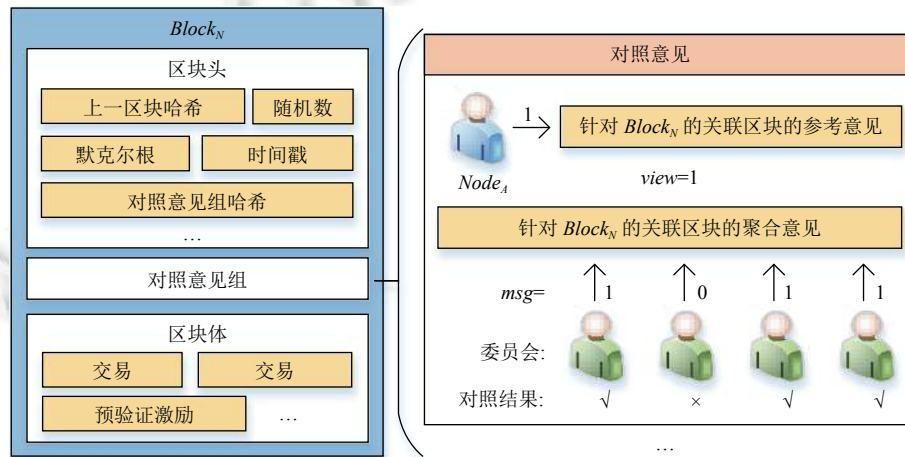 Block_N
区块头
上一区块哈希 随机数
默克尔根 时间戳
对照意见组哈希
…
对照意见组
区块体
交易 交易
预验证激励 …
对照意见
1 针对 Block_N 的关联区块的参考意见
Node_A view=1
针对 Block_N 的关联区块的聚合意见
msg= 1 0 1 1
委员会:
对照结果: √ × √ √
…